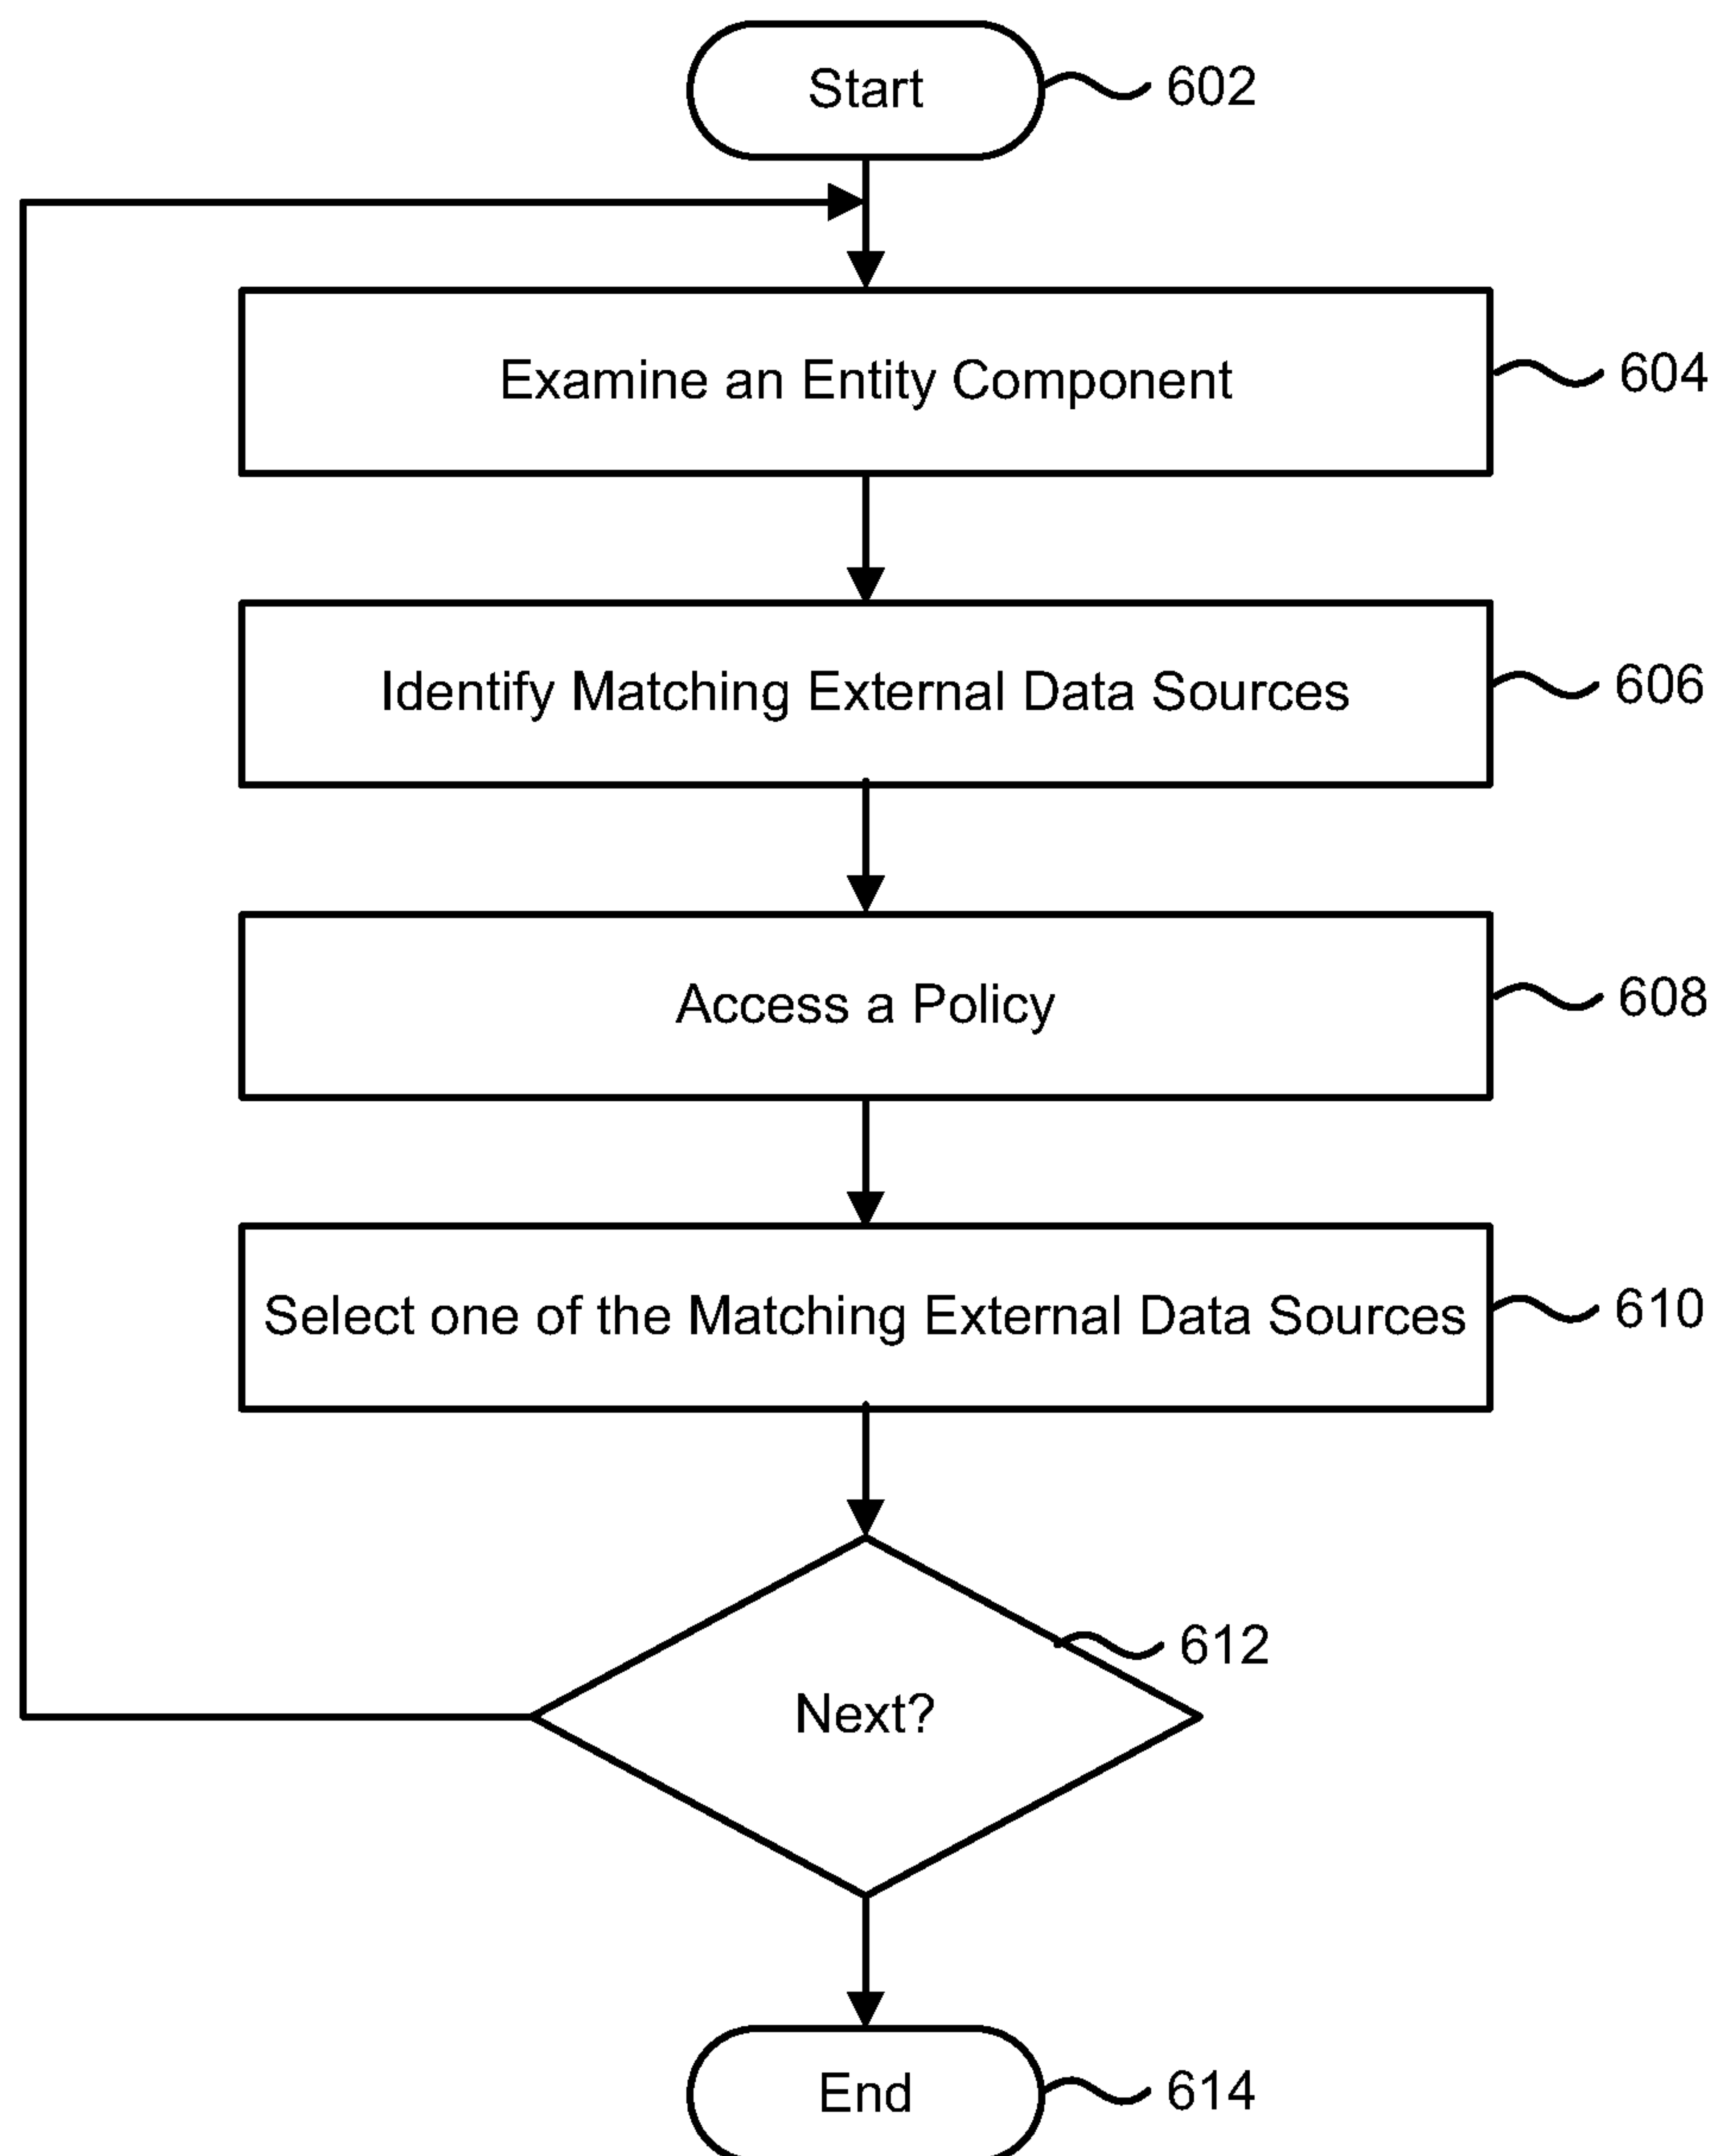 Start
602
Examine an Entity Component
604
Identify Matching External Data Sources
606
Access a Policy
608
Select one of the Matching External Data Sources
610
612
Next?
End
614